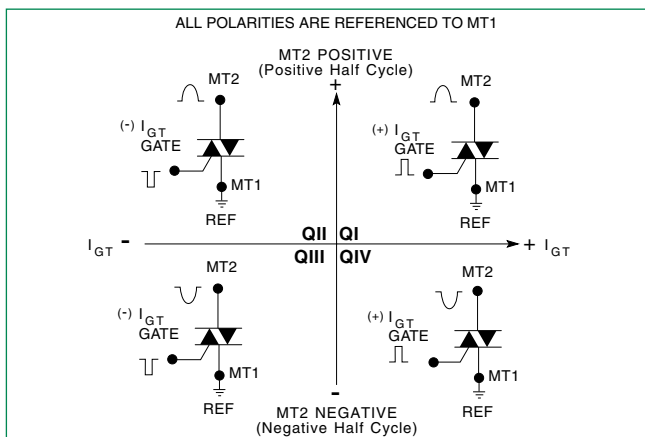 ALL POLARITIES ARE REFERENCED TO MT1
MT2 POSITIVE
(Positive Half Cycle)
+
MT2
(-) IGT
GATE
MT1
REF
MT2
(+) IGT
GATE
MT1
REF
IGT -
QII QI
QIII QIV
+ IGT
MT2
(-) IGT
GATE
MT1
REF
MT2
(+) IGT
GATE
MT1
REF
-
MT2 NEGATIVE
(Negative Half Cycle)